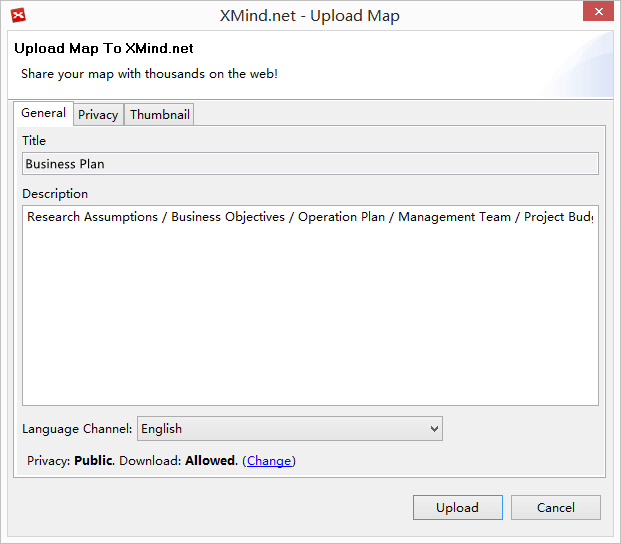 XMind.net - Upload Map
Upload Map To XMind.net
Share your map with thousands on the web!
General Privacy Thumbnail
Title
Business Plan
Description
Research Assumptions / Business Objectives / Operation Plan / Management Team / Project
Language Channel: English
Privacy: Public. Download: Allowed. (Change)
Upload Cancel